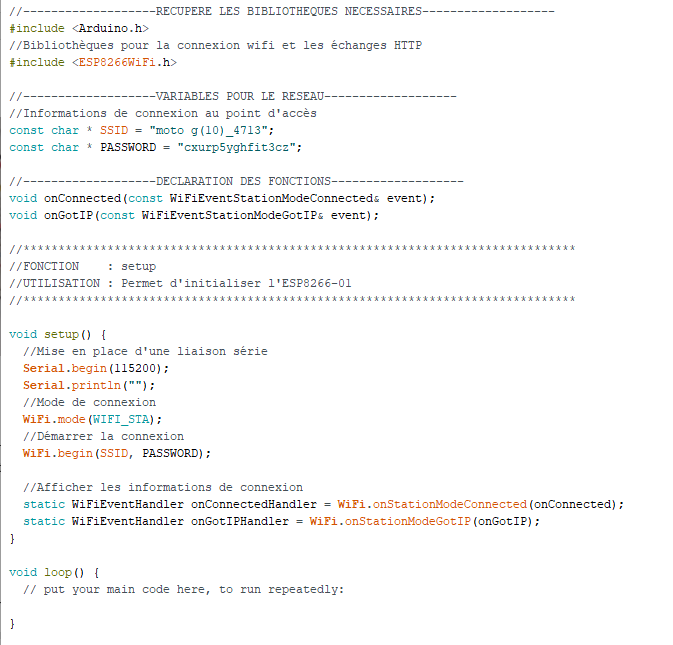 //-------------------RECUPERE LES BIBLIOTHEQUES NECESSAIRES-------------------
#include <Arduino.h>
//Bibliothèques pour la connexion wifi et les échanges HTTP
#include <ESP8266WiFi.h>
//-------------------VARIABLES POUR LE RESEAU-------------------
//Informations de connexion au point d'accès
const char * SSID = "moto g(10)_4713";
const char * PASSWORD = "cxurp5yghfit3cz";
//-------------------DECLARATION DES FONCTIONS-------------------
void onConnected(const WiFiEventStationModeConnected& event);
void onGotIP(const WiFiEventStationModeGotIP& event);
//*******************************************************************************
//FONCTION    : setup
//UTILISATION : Permet d'initialiser l'ESP8266-01
//*******************************************************************************
void setup() {
  //Mise en place d'une liaison série
  Serial.begin(115200);
  Serial.println("");
  //Mode de connexion
  WiFi.mode(WIFI_STA);
  //Démarrer la connexion
  WiFi.begin(SSID, PASSWORD);
  //Afficher les informations de connexion
  static WiFiEventHandler onConnectedHandler = WiFi.onStationModeConnected(onConnected);
  static WiFiEventHandler onGotIPHandler = WiFi.onStationModeGotIP(onGotIP);
}
void loop() {
  // put your main code here, to run repeatedly:
}